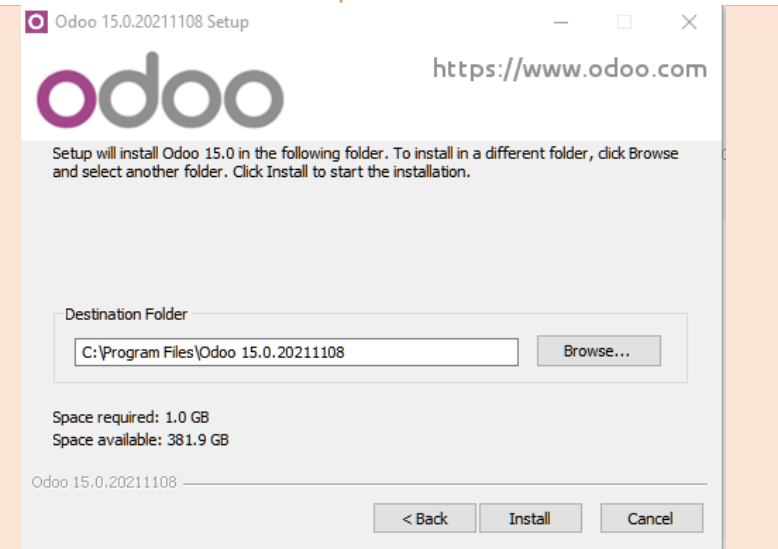 Odoo 15.0.20211108 Setup
odoo
https://www.odoo.com
Setup will install Odoo 15.0 in the following folder. To install in a different folder, click Browse
and select another folder. Click Install to start the installation.
Destination Folder
C:\Program Files\Odoo 15.0.20211108
Browse...
Space required: 1.0 GB
Space available: 381.9 GB
Odoo 15.0.20211108
< Back Install Cancel